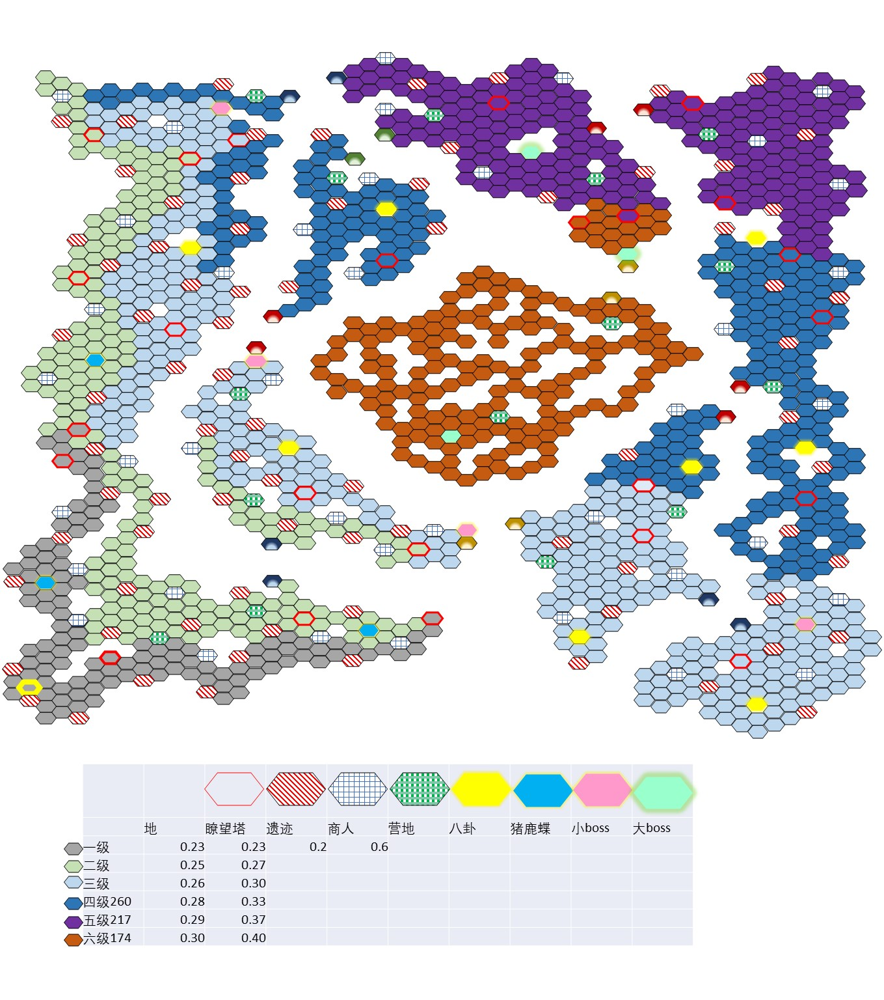 地 瞭望塔 遗迹 商人 营地 八卦 猪鹿蝶 小boss 大boss
一级 0.23 0.23 0.2 0.6
二级 0.25 0.27
三级 0.26 0.30
四级260 0.28 0.33
五级217 0.29 0.37
六级174 0.30 0.40